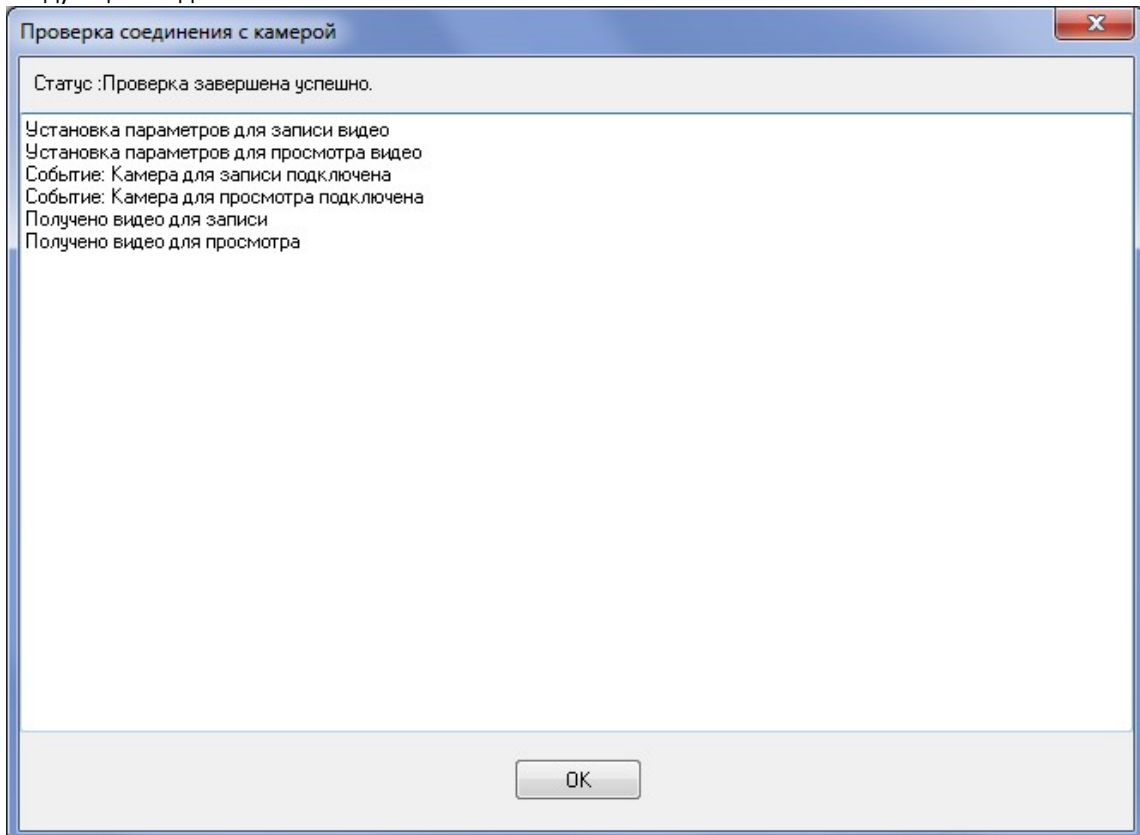 Проверка соединения с камерой
X
Статус :Проверка завершена успешно.
Установка параметров для записи видео
Установка параметров для просмотра видео
Событие: Камера для записи подключена
Событие: Камера для просмотра подключена
Получено видео для записи
Получено видео для просмотра
OK